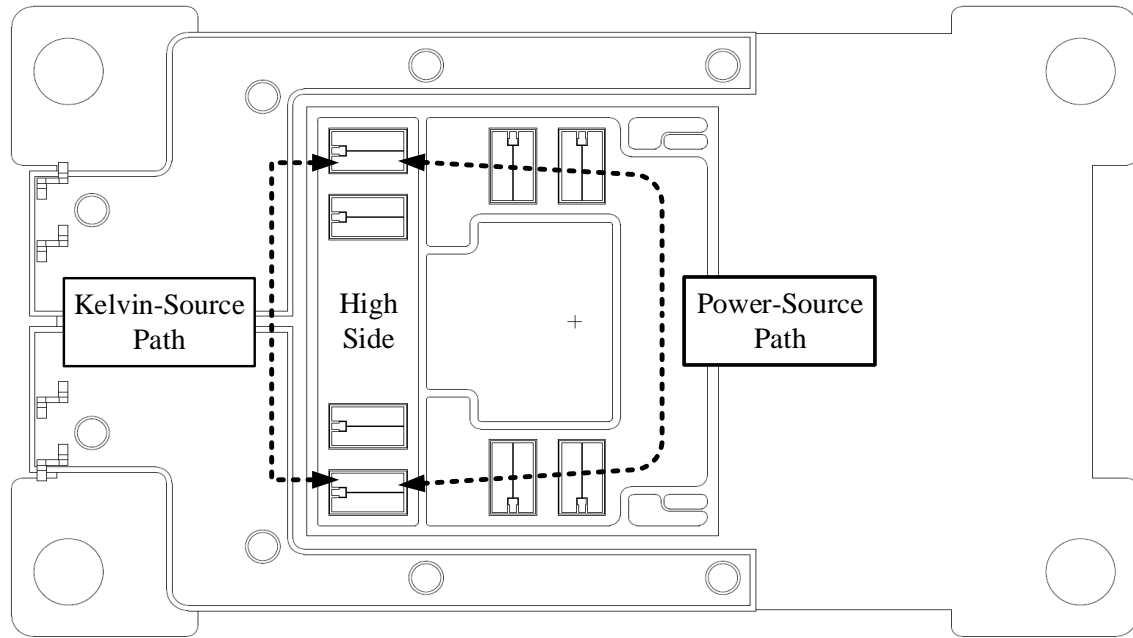 Kelvin-Source
Path
High
Side
Power-Source
Path